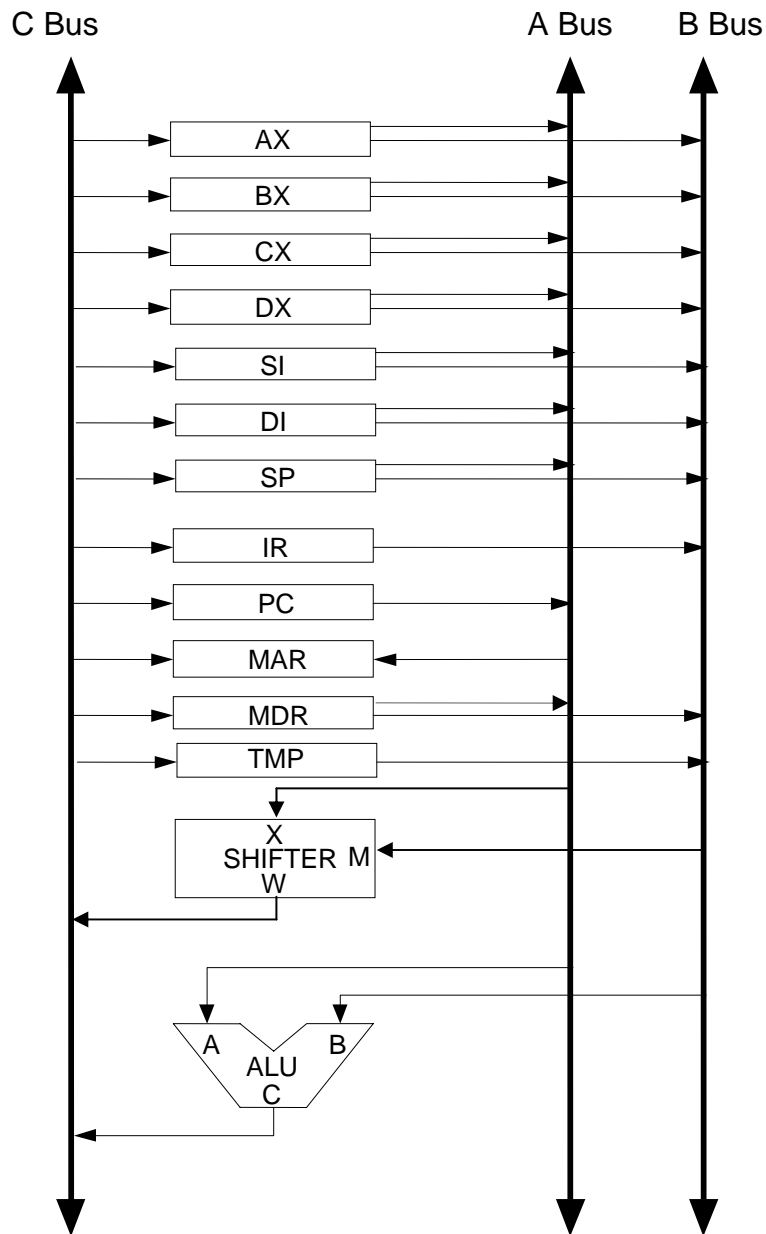 C Bus
A Bus
B Bus
AX
BX
CX
DX
SI
DI
SP
IR
PC
MAR
MDR
TMP
X
SHIFTER M
W
A
B
ALU
C